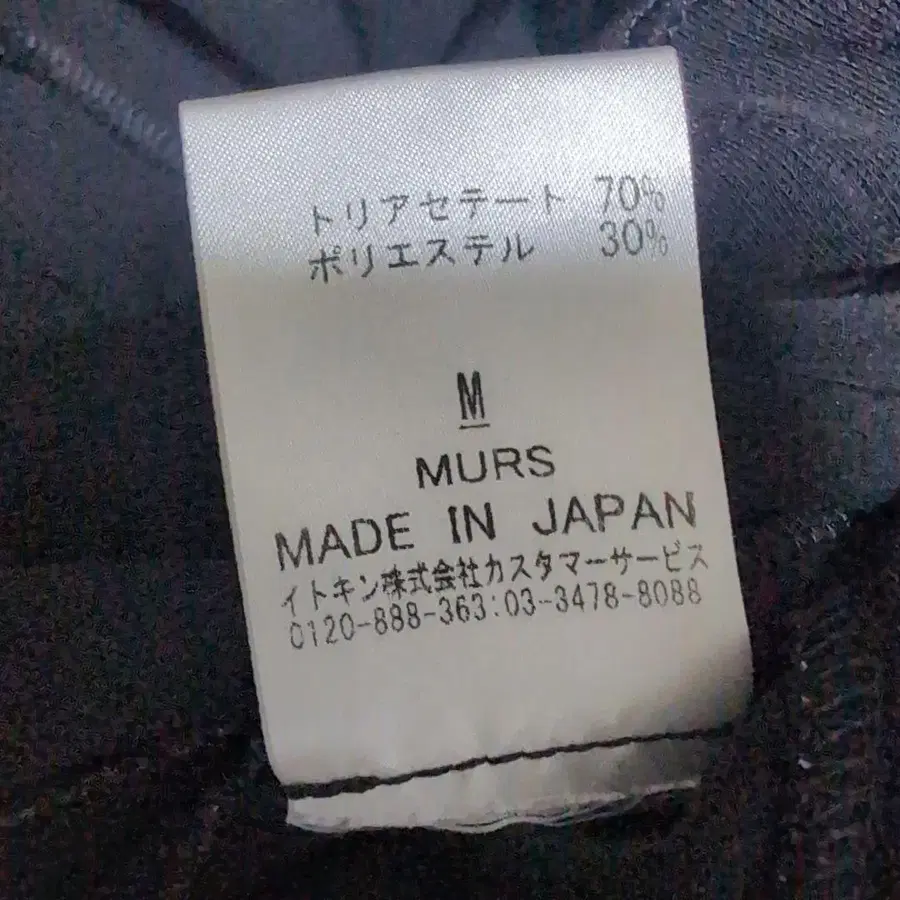 トリアセテート 70%
ポリエステル 30%
M
MURS
MADE IN JAPAN
イトキン株式会社カスタマーサービス
0120-888-363:03-3478-8088